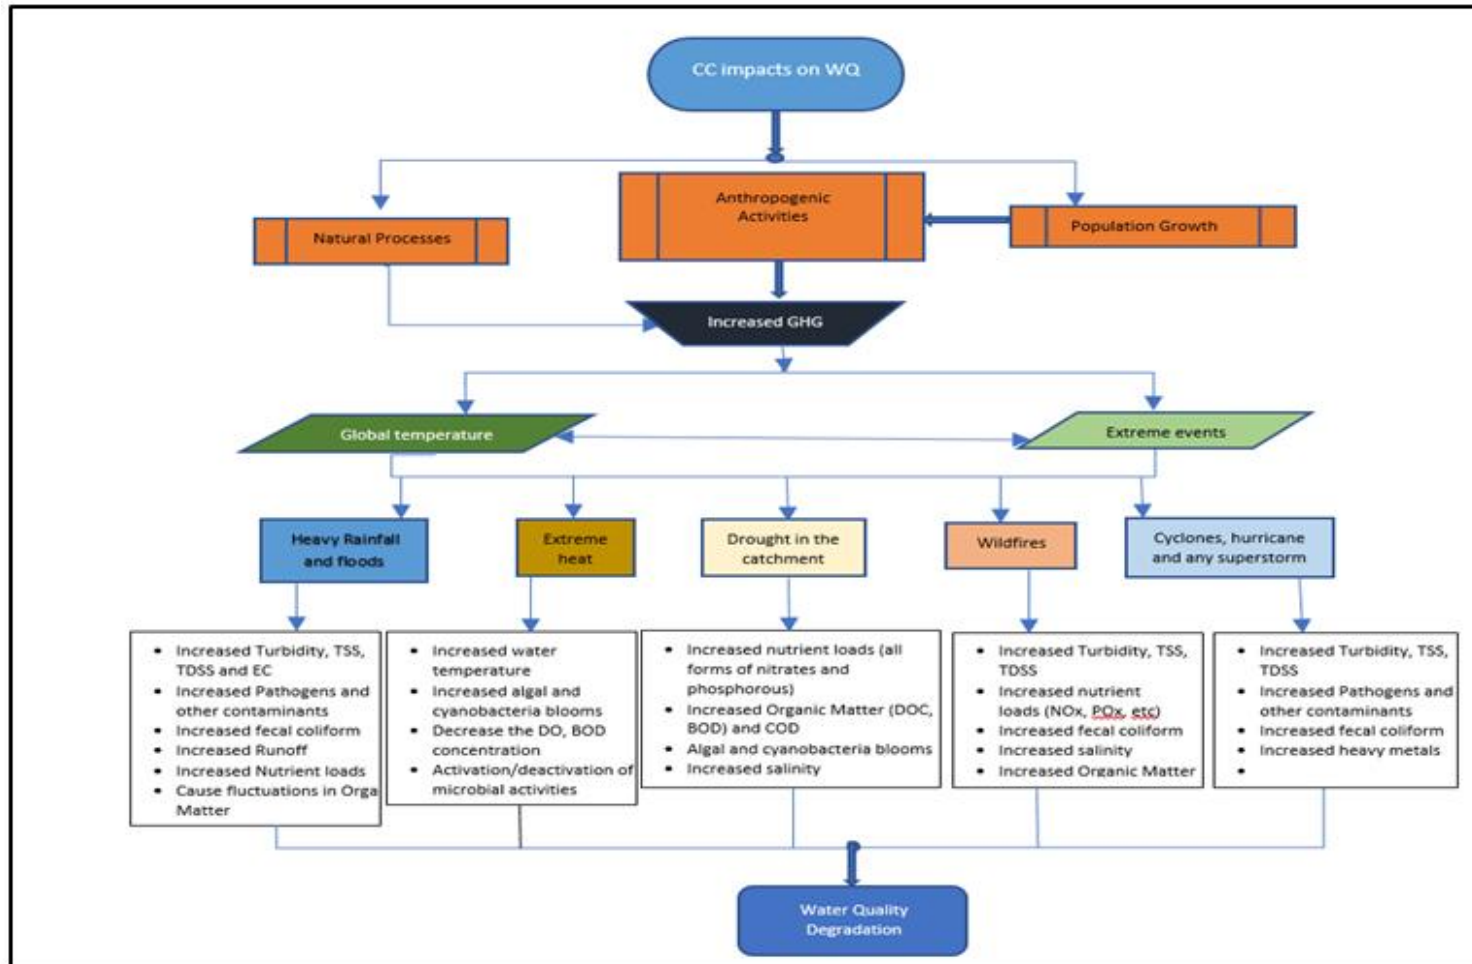 CC impacts on WQ
Anthropogenic
Activities
Natural Processes
Population Growth
Increased GHG
Global temperature
Extreme events
Heavy Rainfall
and floods
Extreme
heat
Drought in the
catchment
Wildfires
Cyclones, hurricane
and any superstorm
• Increased Turbidity, TSS,
TDSS and EC
• Increased Pathogens and
other contaminants
• Increased fecal coliform
• Increased Runoff
• Increased Nutrient loads
• Cause fluctuations in Orga
Matter
• Increased water
temperature
• Increased algal and
cyanobacteria blooms
• Decrease the DO, BOD
concentration
• Activation/deactivation of
microbial activities
• Increased nutrient loads (all
forms of nitrates and
phosphorous)
• Increased Organic Matter (DOC,
BOD) and COD
• Algal and cyanobacteria blooms
• Increased salinity
• Increased Turbidity, TSS,
TDSS
• Increased nutrient
loads (NOx, POx, etc)
• Increased fecal coliform
• Increased salinity
• Increased Organic Matter
• Increased Turbidity, TSS,
TDSS
• Increased Pathogens and
other contaminants
• Increased fecal coliform
• Increased heavy metals
•
Water Quality
Degradation